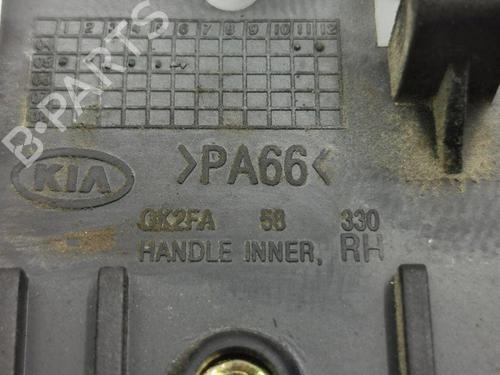 1 2 3 4 5 6 7 8 9 10 11 12
B-PARTS
KIA
>PA66<
0K2FA 58 330
HANDLE INNER, RH